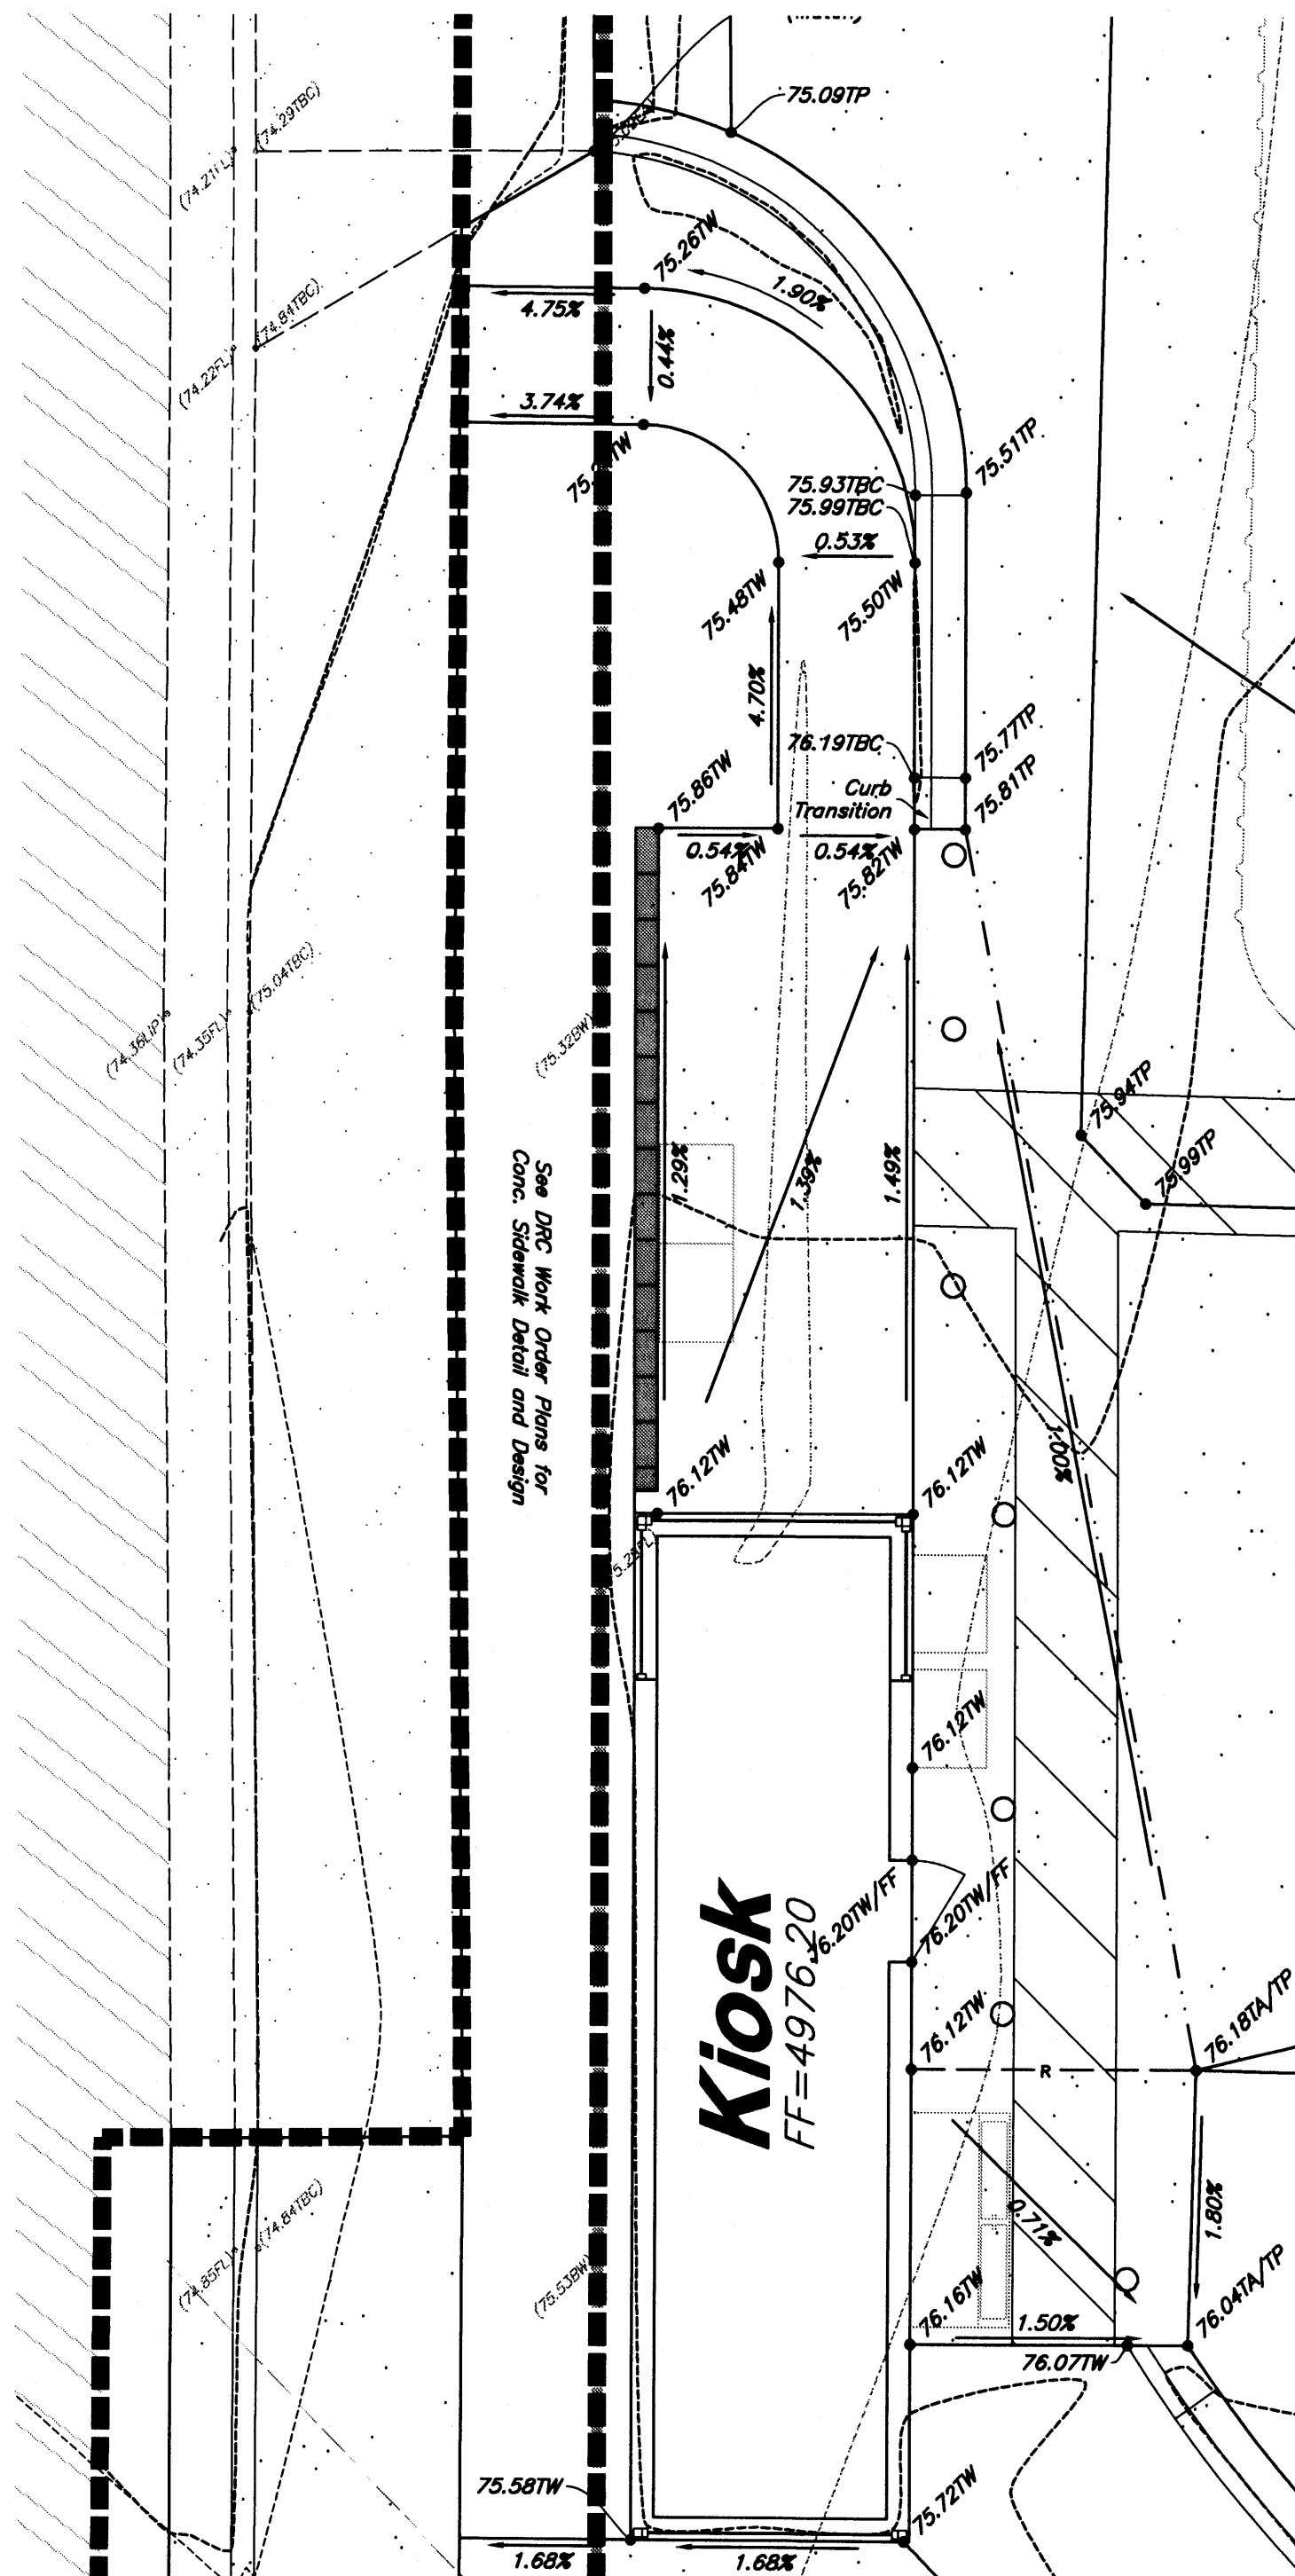 75.09TP
(74.29TBC)
(74.21FL)
75.26TW
1.90%
4.75%
(74.84TBC)
(74.22FL)
0.44%
3.74%
75.51TP
75.93TBC
75.99TBC
0.53%
75.48TW
75.50TW
4.70%
76.19TBC
75.77TP
75.86TW
Curb
Transition
75.81TP
0.54%
0.54%
75.84TW
75.82TW
(75.04TBC)
(74.36LIP)
(74.35FL)
(75.32BW)
75.94TP
75.99TP
1.29%
1.39%
1.49%
See DRC Work Order Plans for
Conc. Sidewalk Detail and Design
1.00%
76.12TW
76.12TW
76.12TW
76.20TW/FF
76.20TW/FF
Kiosk
FF=4976.20
76.12TW
76.18TA/TP
R
(74.84TBC)
(74.85FL)
(75.53BW)
0.71%
1.80%
76.16TW
1.50%
76.04TA/TP
76.07TW
75.58TW
75.72TW
1.68%
1.68%